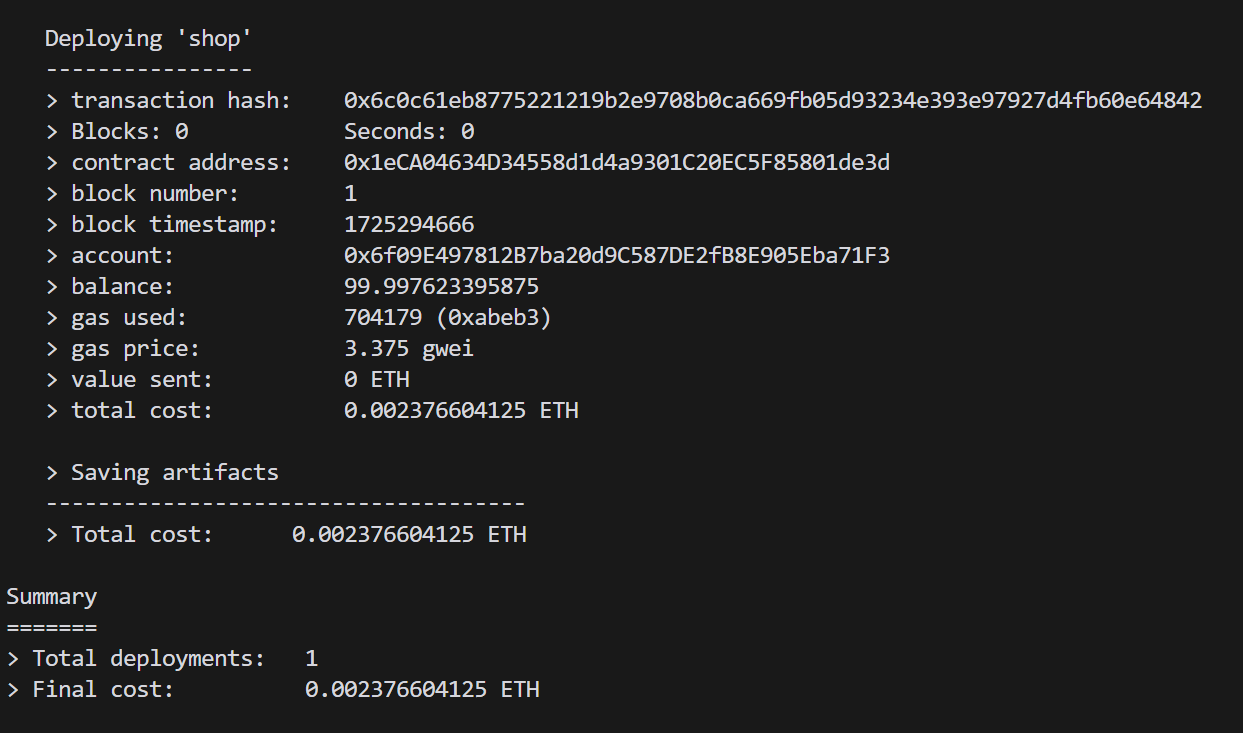 Deploying 'shop'
----------------
> transaction hash:    0x6c0c61eb8775221219b2e9708b0ca669fb05d93234e393e97927d4fb60e64842
> Blocks: 0            Seconds: 0
> contract address:    0x1eCA04634D34558d1d4a9301C20EC5F85801de3d
> block number:        1
> block timestamp:     1725294666
> account:             0x6f09E497812B7ba20d9C587DE2fB8E905Eba71F3
> balance:             99.997623395875
> gas used:            704179 (0xabeb3)
> gas price:           3.375 gwei
> value sent:          0 ETH
> total cost:          0.002376604125 ETH
> Saving artifacts
-------------------------------------
> Total cost:      0.002376604125 ETH
Summary
=======
> Total deployments:   1
> Final cost:          0.002376604125 ETH